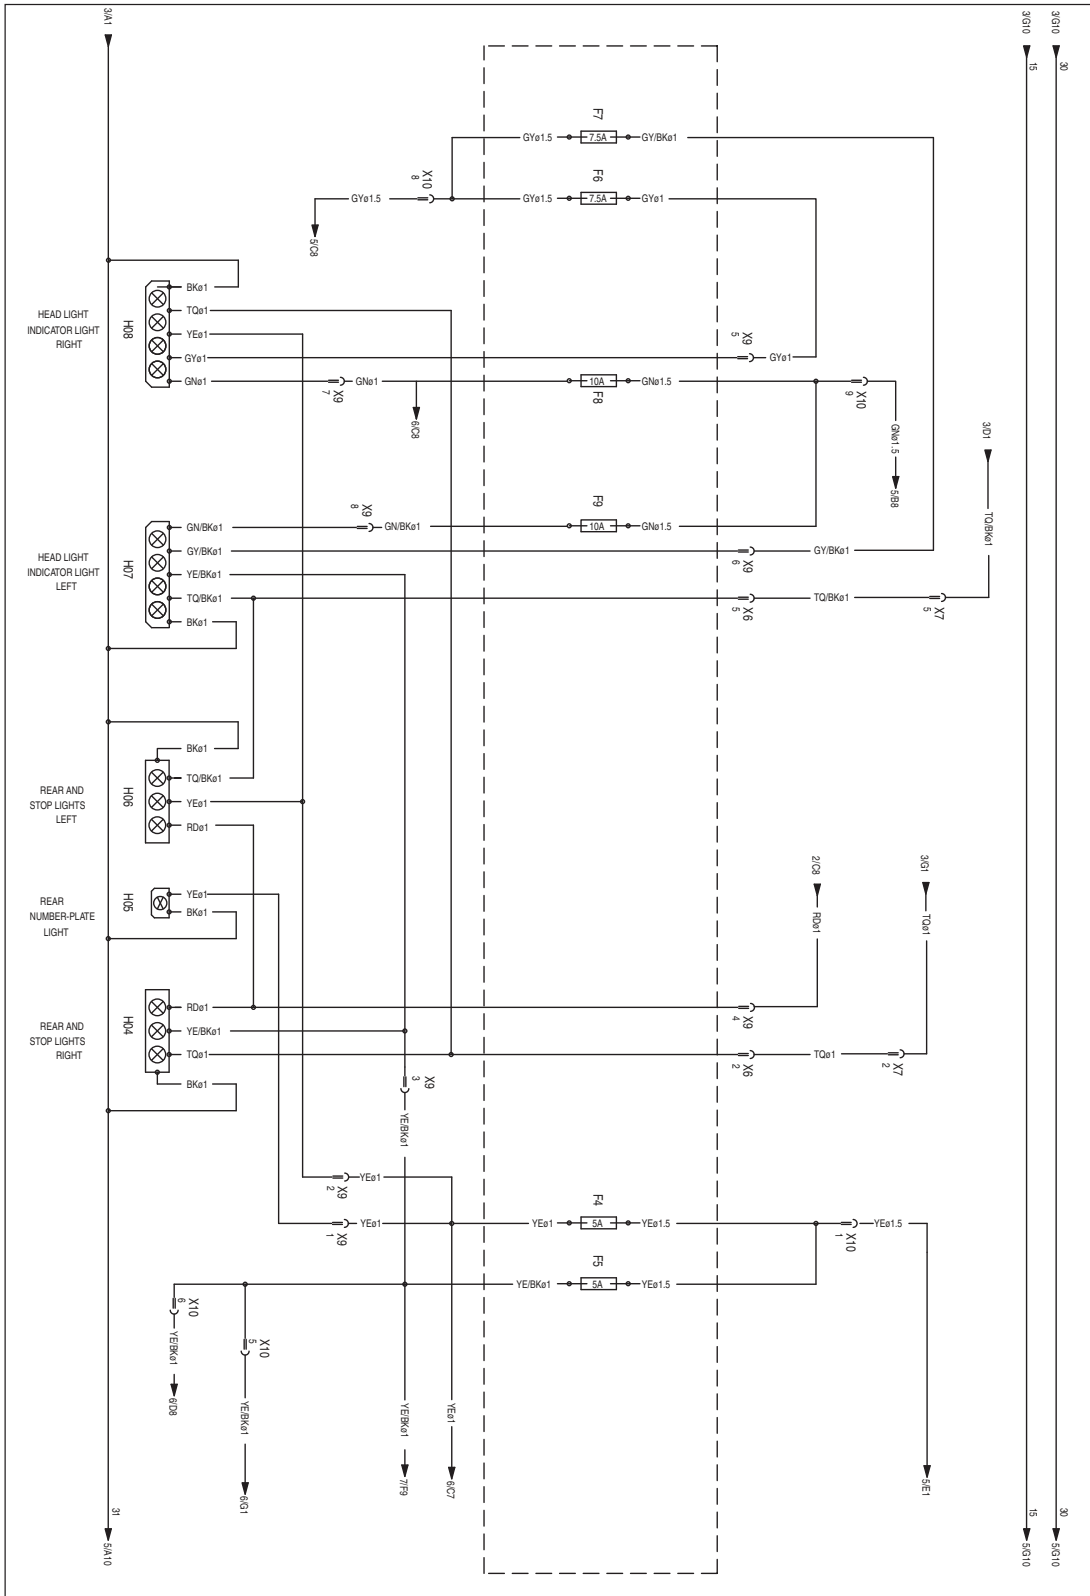 3/A1
3/G10
3/G10
15
30
F7
GYø1.5
7.5A
GY/BKø1
X10
8
F6
GYø1.5
GYø1.5
7.5A
GYø1
5/C8
BKø1
HEAD LIGHT
INDICATOR LIGHT
RIGHT
H08
TQø1
YEø1
X9
5
GYø1
GYø1
GNø1
X9
7
GNø1
10A
F8
GNø1.5
X10
9
6/C8
GNø1.5
5/B8
3/D1
TQ/BKø1
F9
X9
8
GN/BKø1
GN/BKø1
10A
GNø1.5
HEAD LIGHT
INDICATOR LIGHT
LEFT
H07
GY/BKø1
X9
6
GY/BKø1
YE/BKø1
TQ/BKø1
X6
5
TQ/BKø1
X7
5
BKø1
BKø1
REAR AND
STOP LIGHTS
LEFT
H06
TQ/BKø1
YEø1
RDø1
2/C8
3/G1
REAR
NUMBER-PLATE
LIGHT
H05
YEø1
BKø1
RDø1
TQø1
REAR AND
STOP LIGHTS
RIGHT
H04
RDø1
X9
4
YE/BKø1
TQø1
X6
2
TQø1
X7
2
BKø1
X9
3
YE/BKø1
X9
2
YEø1
F4
X9
1
YEø1
YEø1
5A
YEø1.5
X10
1
YEø1.5
F5
YE/BKø1
5A
YEø1.5
X10
6
X10
5
YE/BKø1
6/D8
YE/BKø1
YE/BKø1
YEø1
6/G1
7/F9
6/C7
5/E1
31
5/A10
15
5/G10
30
5/G10